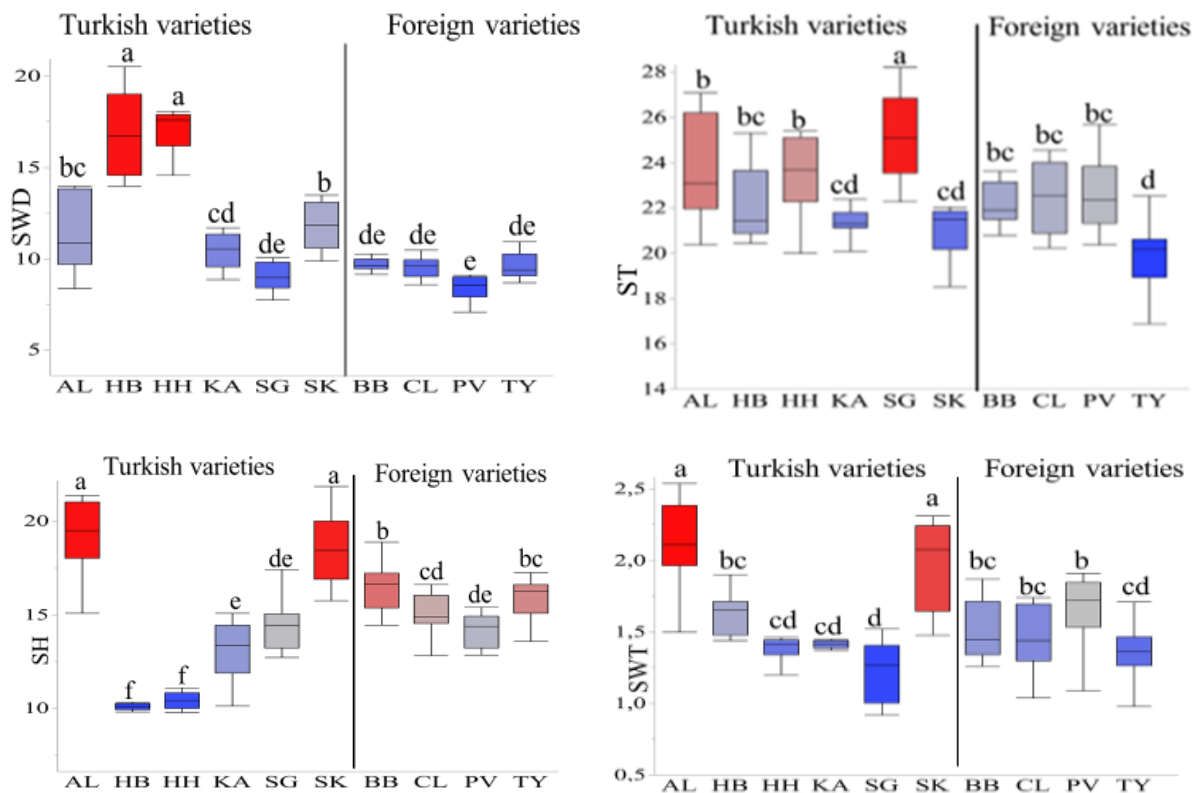 Turkish varieties Foreign varieties
a
a
20
15
bc
b
cd
de
de
de
e
de
10
5
SWD
AL HB HH KA SG SK BB CL PV TY
Turkish varieties Foreign varieties
28
a
b
bc
b
bc
bc
bc
26
24
cd
cd
d
22
20
18
16
14
ST
AL HB HH KA SG SK BB CL PV TY
Turkish varieties Foreign varieties
a
a
20
b
de
cd
de
bc
15
e
f
f
10
SH
AL HB HH KA SG SK BB CL PV TY
Turkish varieties Foreign varieties
a
2,5
a
2,0
bc
bc
bc
b
cd
cd
cd
d
1,5
1,0
0,5
SWT
AL HB HH KA SG SK BB CL PV TY